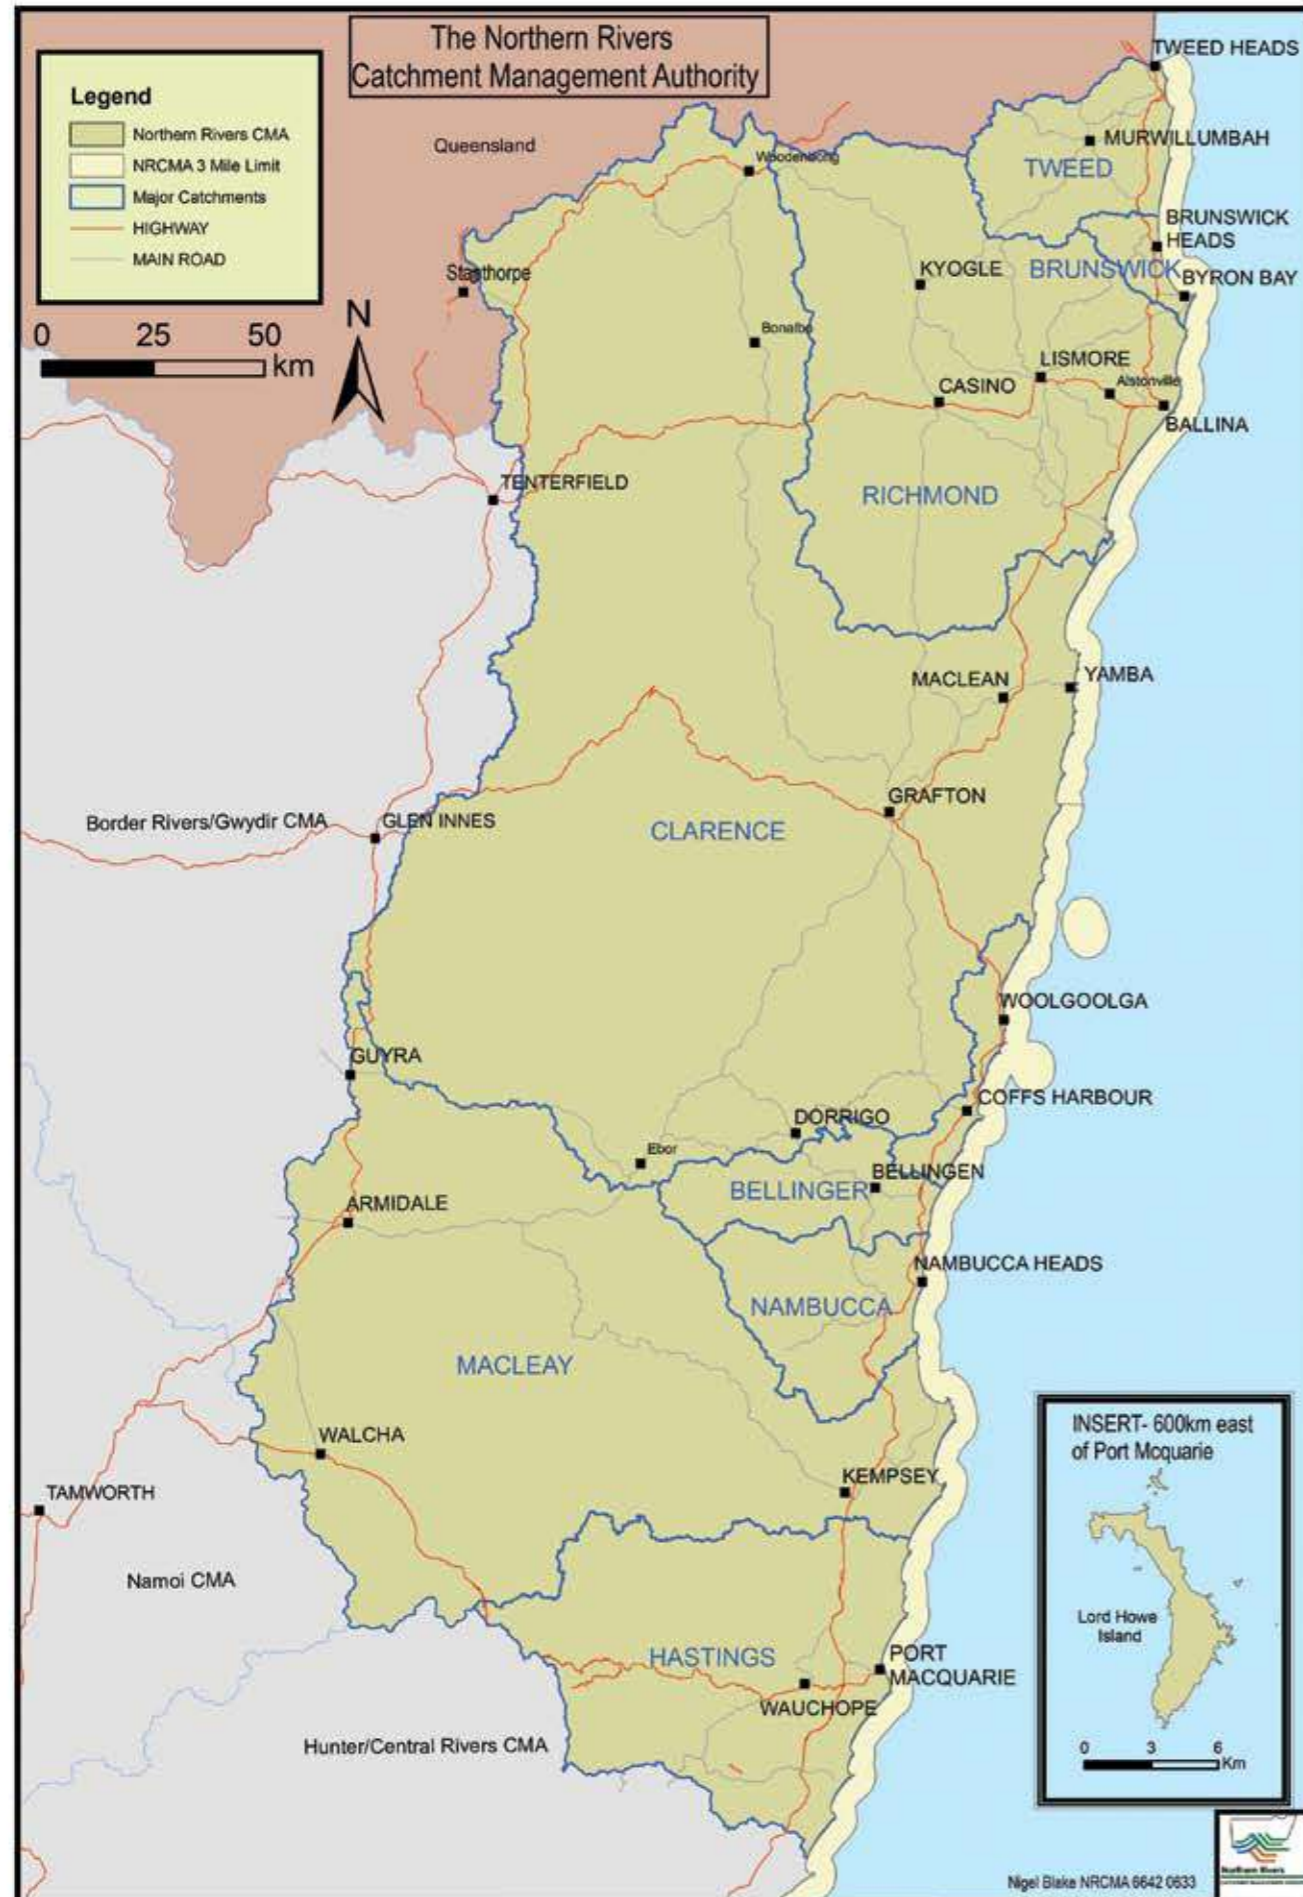 The Northern Rivers
Catchment Management Authority
Legend
Northern Rivers CMA
NRCMA 3 Mile Limit
Major Catchments
HIGHWAY
MAIN ROAD
0 25 50
km
N
Queensland
Woodenbong
TWEED HEADS
MURWILLUMBAH
TWEED
BRUNSWICK
HEADS
BRUNSWICK
BYRON BAY
Stanthorpe
KYOGLE
Bonalbo
LISMORE
Alstonville
CASINO
BALLINA
TENTERFIELD
RICHMOND
MACLEAN
YAMBA
GRAFTON
Border Rivers/Gwydir CMA
GLEN INNES
CLARENCE
WOOLGOOLGA
GUYRA
COFFS HARBOUR
DORRIGO
Ebor
BELLINGEN
BELLINGER
ARMIDALE
NAMBUCCA HEADS
NAMBUCCA
MACLEAY
WALCHA
KEMPSEY
TAMWORTH
Namoi CMA
HASTINGS
PORT
MACQUARIE
WAUCHOPE
Hunter/Central Rivers CMA
INSERT- 600km east
of Port Mcquarie
Lord Howe
Island
0 3 6
Km
Nigel Blake NRCMA 6642 0633
Northern Rivers